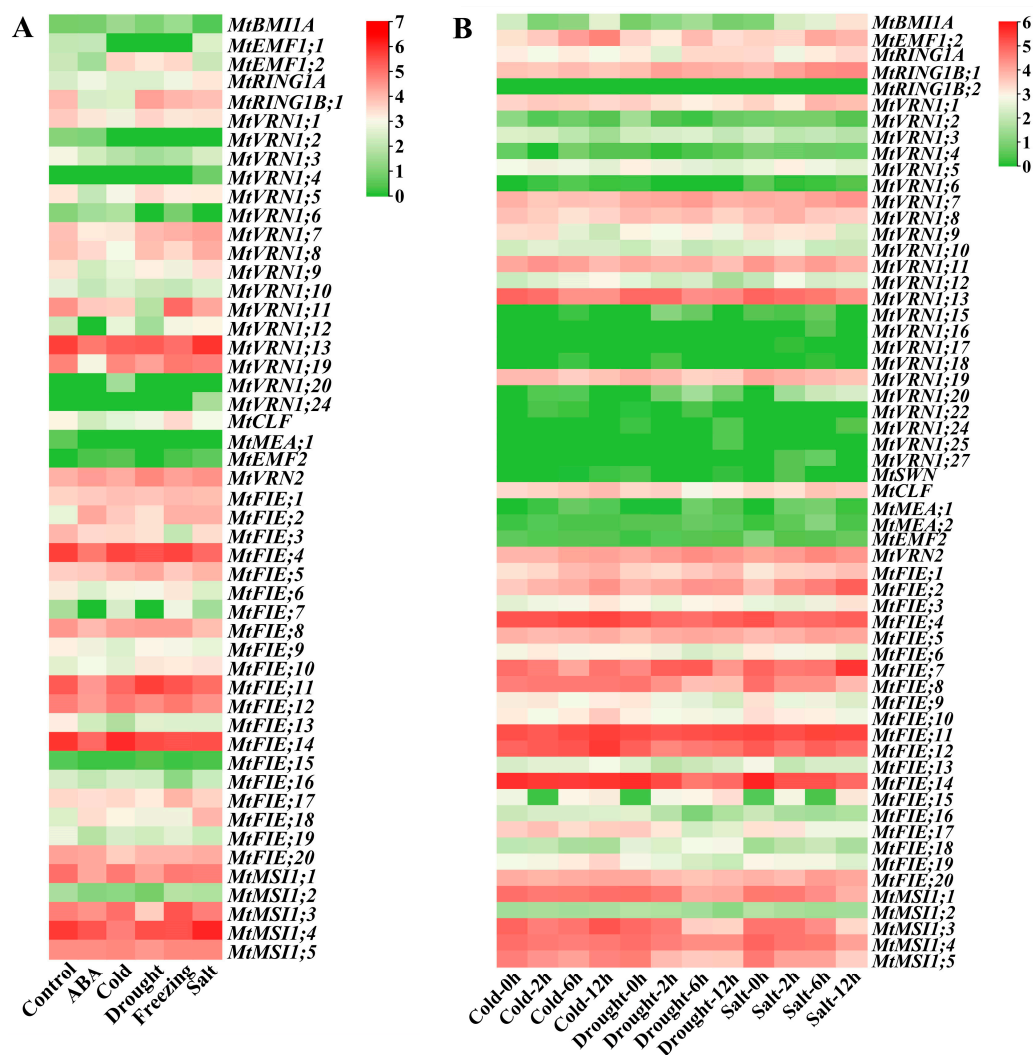 A
7
6
5
4
3
2
1
0
MtBMI1A
MtEMF1;1
MtEMF1;2
MtRING1A
MtRING1B;1
MtVRN1;1
MtVRN1;2
MtVRN1;3
MtVRN1;4
MtVRN1;5
MtVRN1;6
MtVRN1;7
MtVRN1;8
MtVRN1;9
MtVRN1;10
MtVRN1;11
MtVRN1;12
MtVRN1;13
MtVRN1;19
MtVRN1;20
MtVRN1;24
MtCLF
MtMEA;1
MtEMF2
MtVRN2
MtFIE;1
MtFIE;2
MtFIE;3
MtFIE;4
MtFIE;5
MtFIE;6
MtFIE;7
MtFIE;8
MtFIE;9
MtFIE;10
MtFIE;11
MtFIE;12
MtFIE;13
MtFIE;14
MtFIE;15
MtFIE;16
MtFIE;17
MtFIE;18
MtFIE;19
MtFIE;20
MtMSI1;1
MtMSI1;2
MtMSI1;3
MtMSI1;4
MtMSI1;5
Control
ABA
Cold
Drought
Freezing
Salt
B
6
5
4
3
2
1
0
MtBMI1A
MtEMF1;2
MtRING1A
MtRING1B;1
MtRING1B;2
MtVRN1;1
MtVRN1;2
MtVRN1;3
MtVRN1;4
MtVRN1;5
MtVRN1;6
MtVRN1;7
MtVRN1;8
MtVRN1;9
MtVRN1;10
MtVRN1;11
MtVRN1;12
MtVRN1;13
MtVRN1;15
MtVRN1;16
MtVRN1;17
MtVRN1;18
MtVRN1;19
MtVRN1;20
MtVRN1;22
MtVRN1;24
MtVRN1;25
MtVRN1;27
MtSWN
MtCLF
MtMEA;1
MtMEA;2
MtEMF2
MtVRN2
MtFIE;1
MtFIE;2
MtFIE;3
MtFIE;4
MtFIE;5
MtFIE;6
MtFIE;7
MtFIE;8
MtFIE;9
MtFIE;10
MtFIE;11
MtFIE;12
MtFIE;13
MtFIE;14
MtFIE;15
MtFIE;16
MtFIE;17
MtFIE;18
MtFIE;19
MtFIE;20
MtMSI1;1
MtMSI1;2
MtMSI1;3
MtMSI1;4
MtMSI1;5
Cold-0h
Cold-2h
Cold-6h
Cold-12h
Drought-0h
Drought-2h
Drought-6h
Drought-12h
Salt-0h
Salt-2h
Salt-6h
Salt-12h